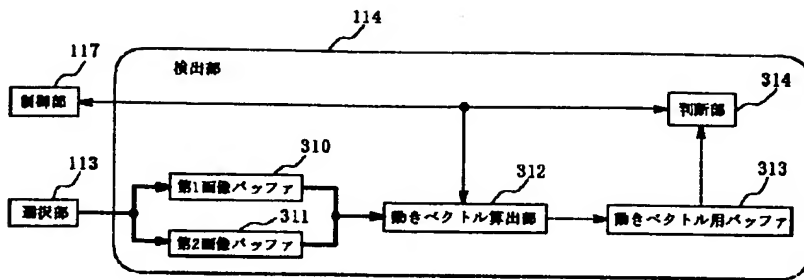 114
117
検出部
314
制御部
判断部
310
113
312
313
第1画像バッファ
選択部
311
動きベクトル算出部
動きベクトル用バッファ
第2画像バッファ